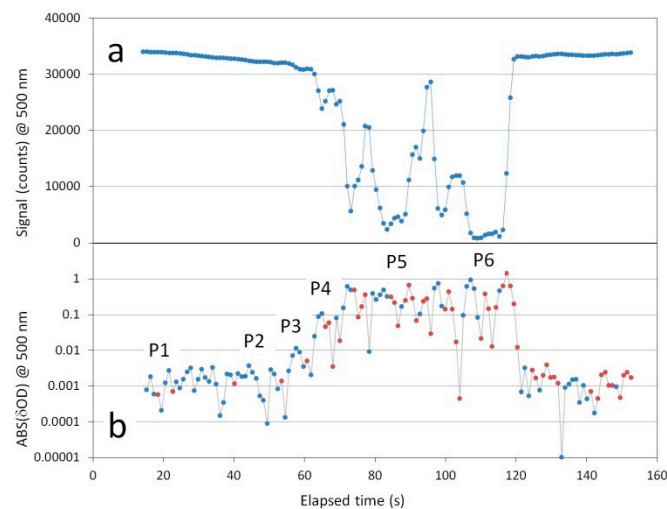 a
Signal (counts) @ 500 nm
40000
30000
20000
10000
0
P1
P2
P3
P4
P5
P6
b
ABS(δOD) @ 500 nm
1
0.1
0.01
0.001
0.0001
0.00001
0 20 40 60 80 100 120 140 160
Elapsed time (s)